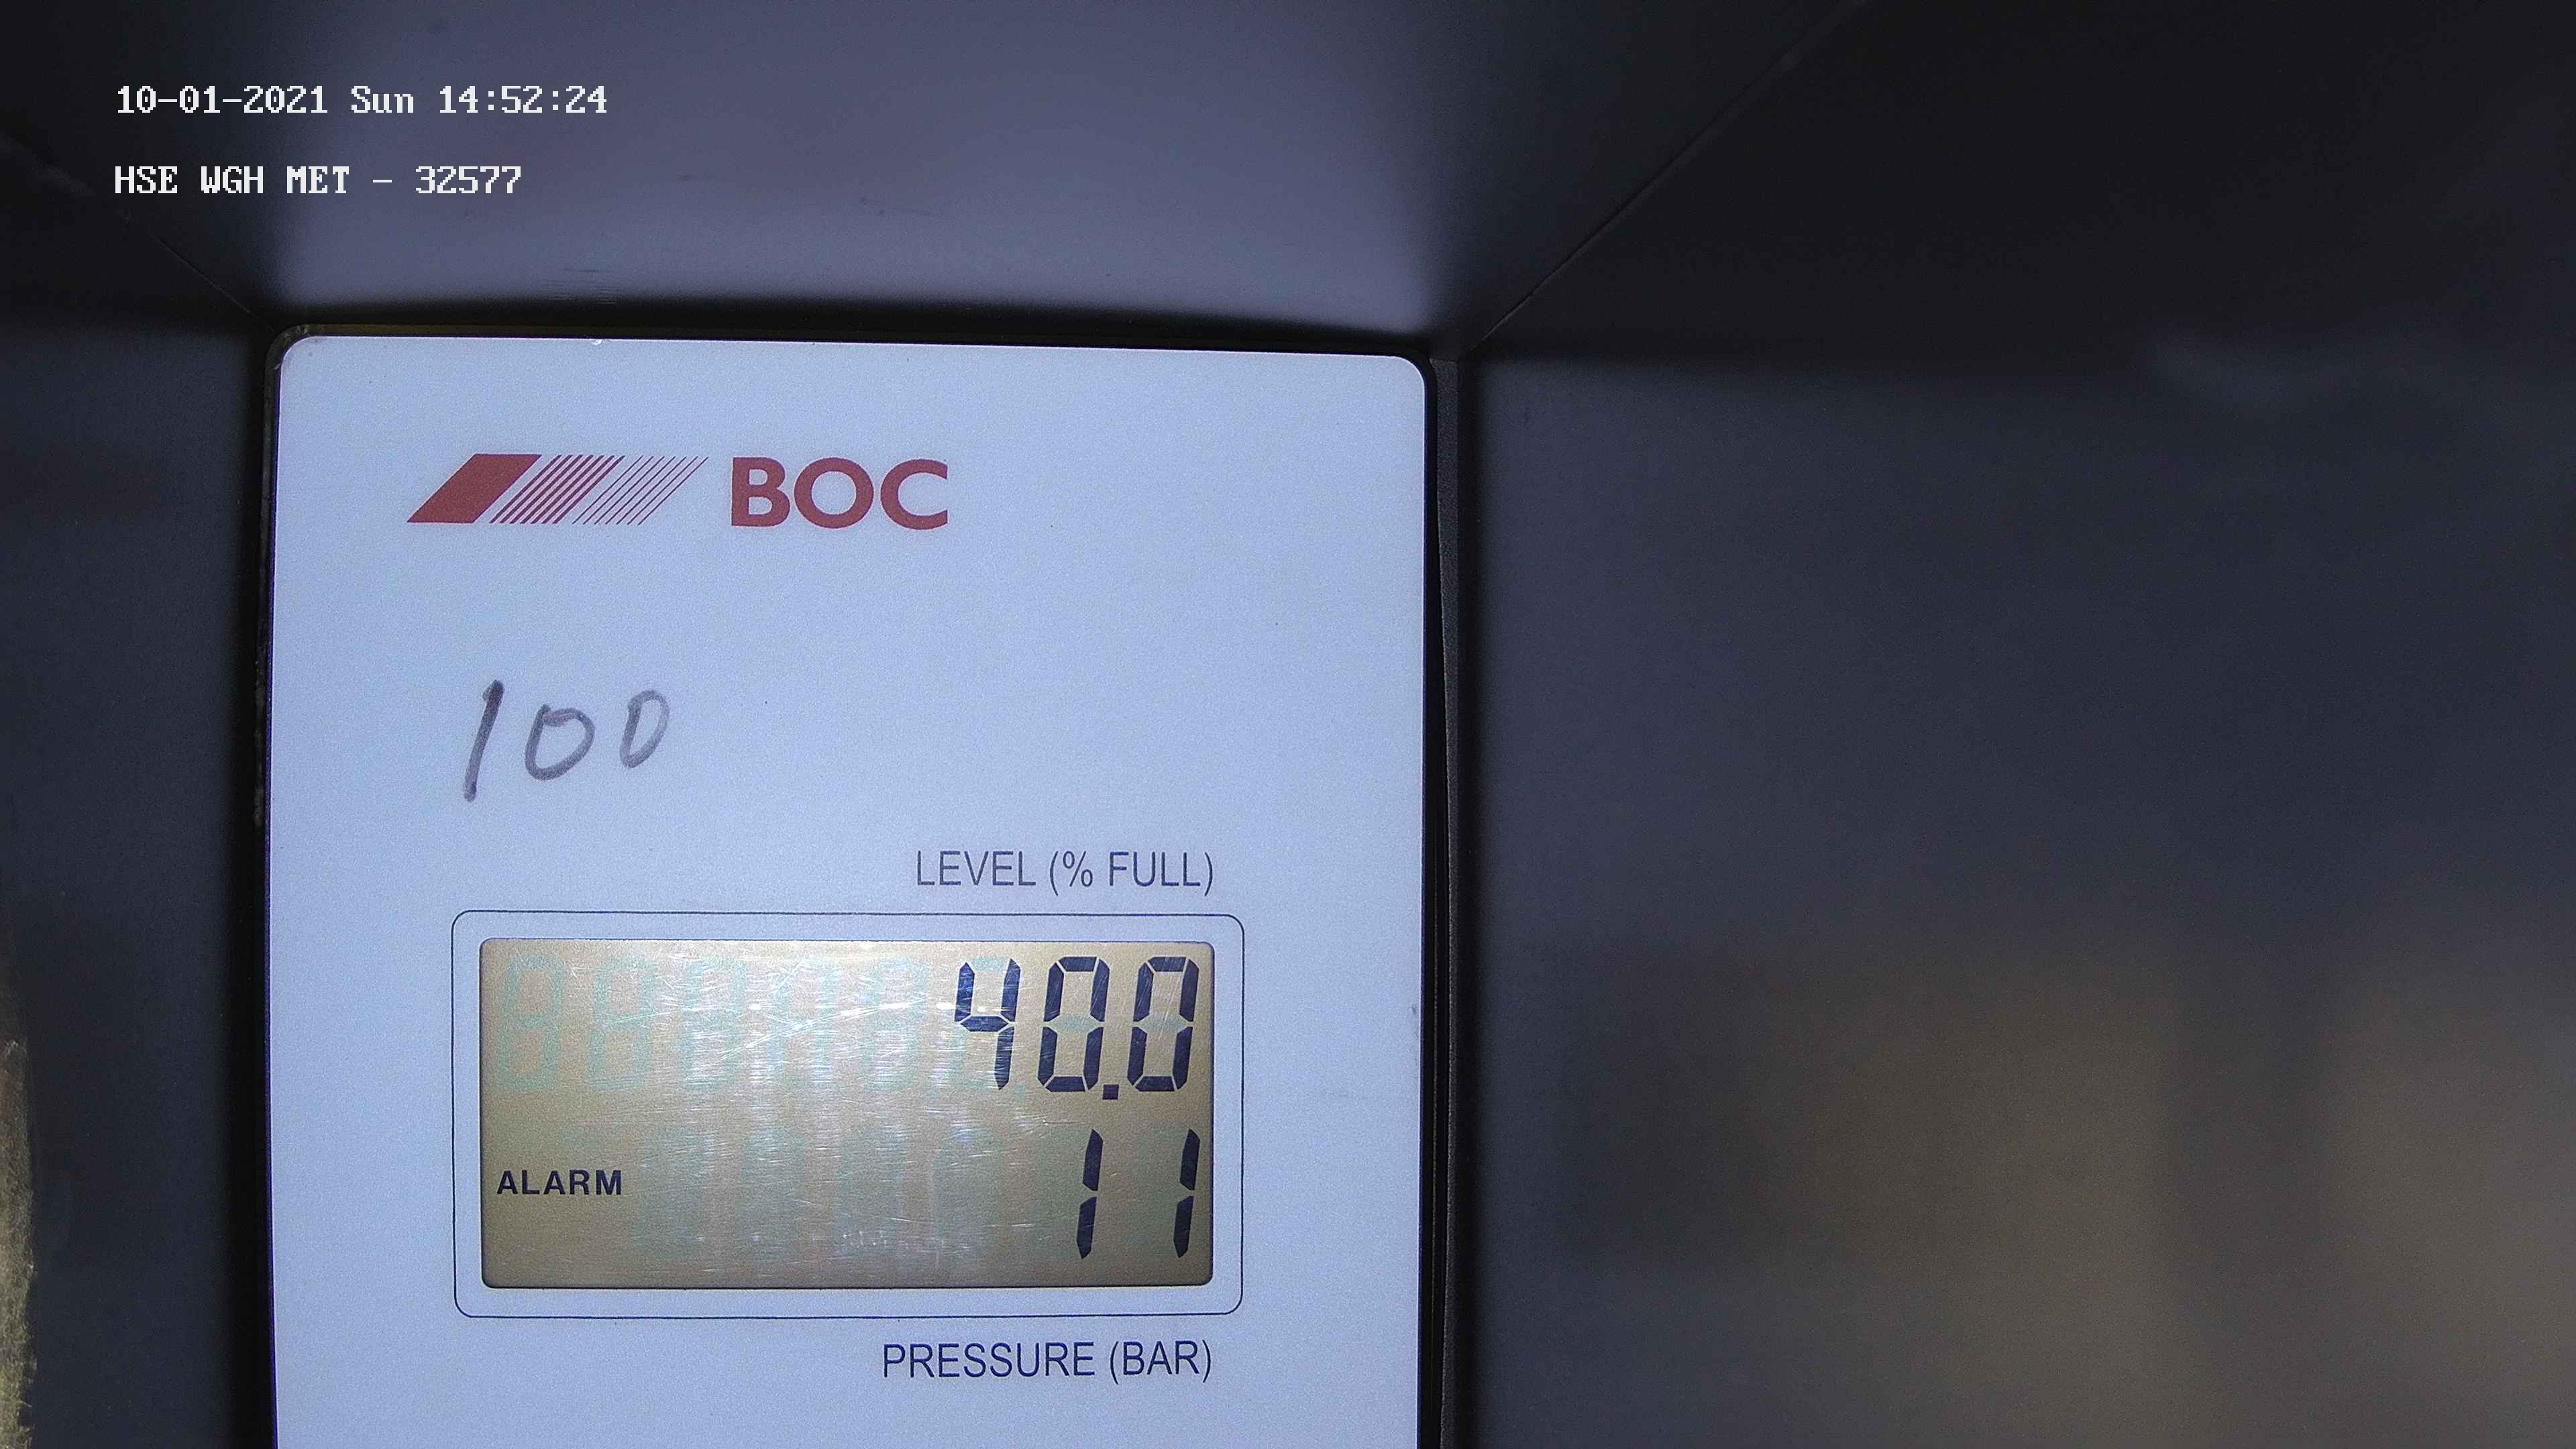 10-01-2021 Sun 14:52:24
HSE WGH MET - 32577
BOC
100
LEVEL (% FULL)
40.0
ALARM 11
PRESSURE (BAR)